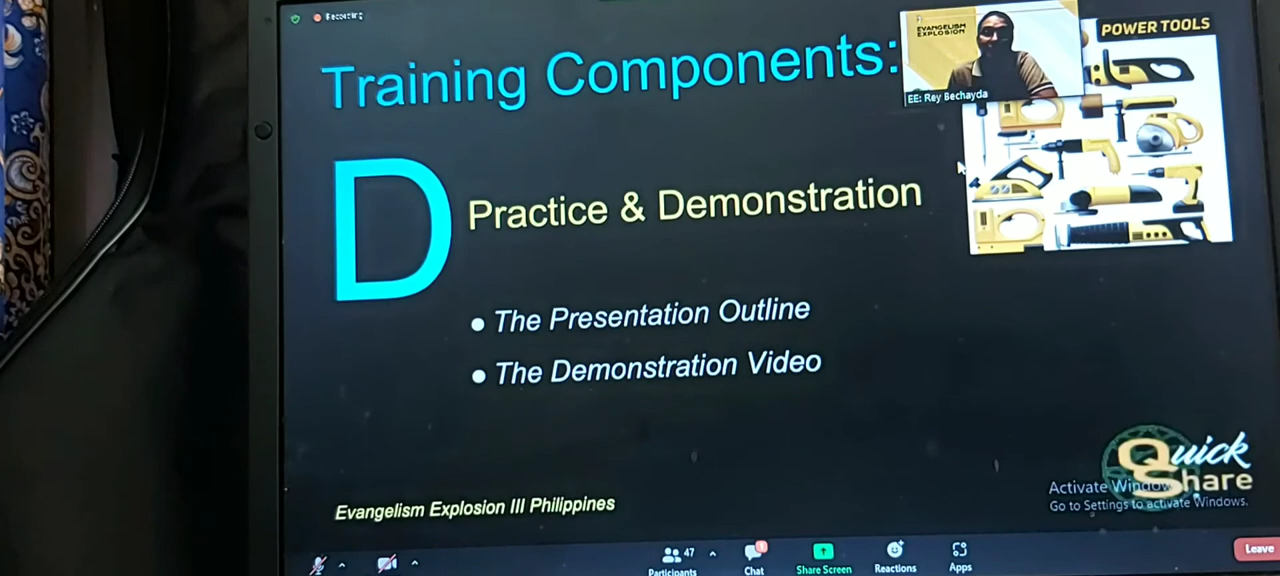 Recording
Training Components:
EVANGELISM
EXPLOSION
EE: Rey Bechayda
POWER TOOLS
D
Practice & Demonstration
• The Presentation Outline
• The Demonstration Video
Evangelism Explosion III Philippines
Quick
Share
Activate Windows
Go to Settings to activate Windows.
47
Participants
1
Chat
Share Screen
Reactions
Apps
Leave